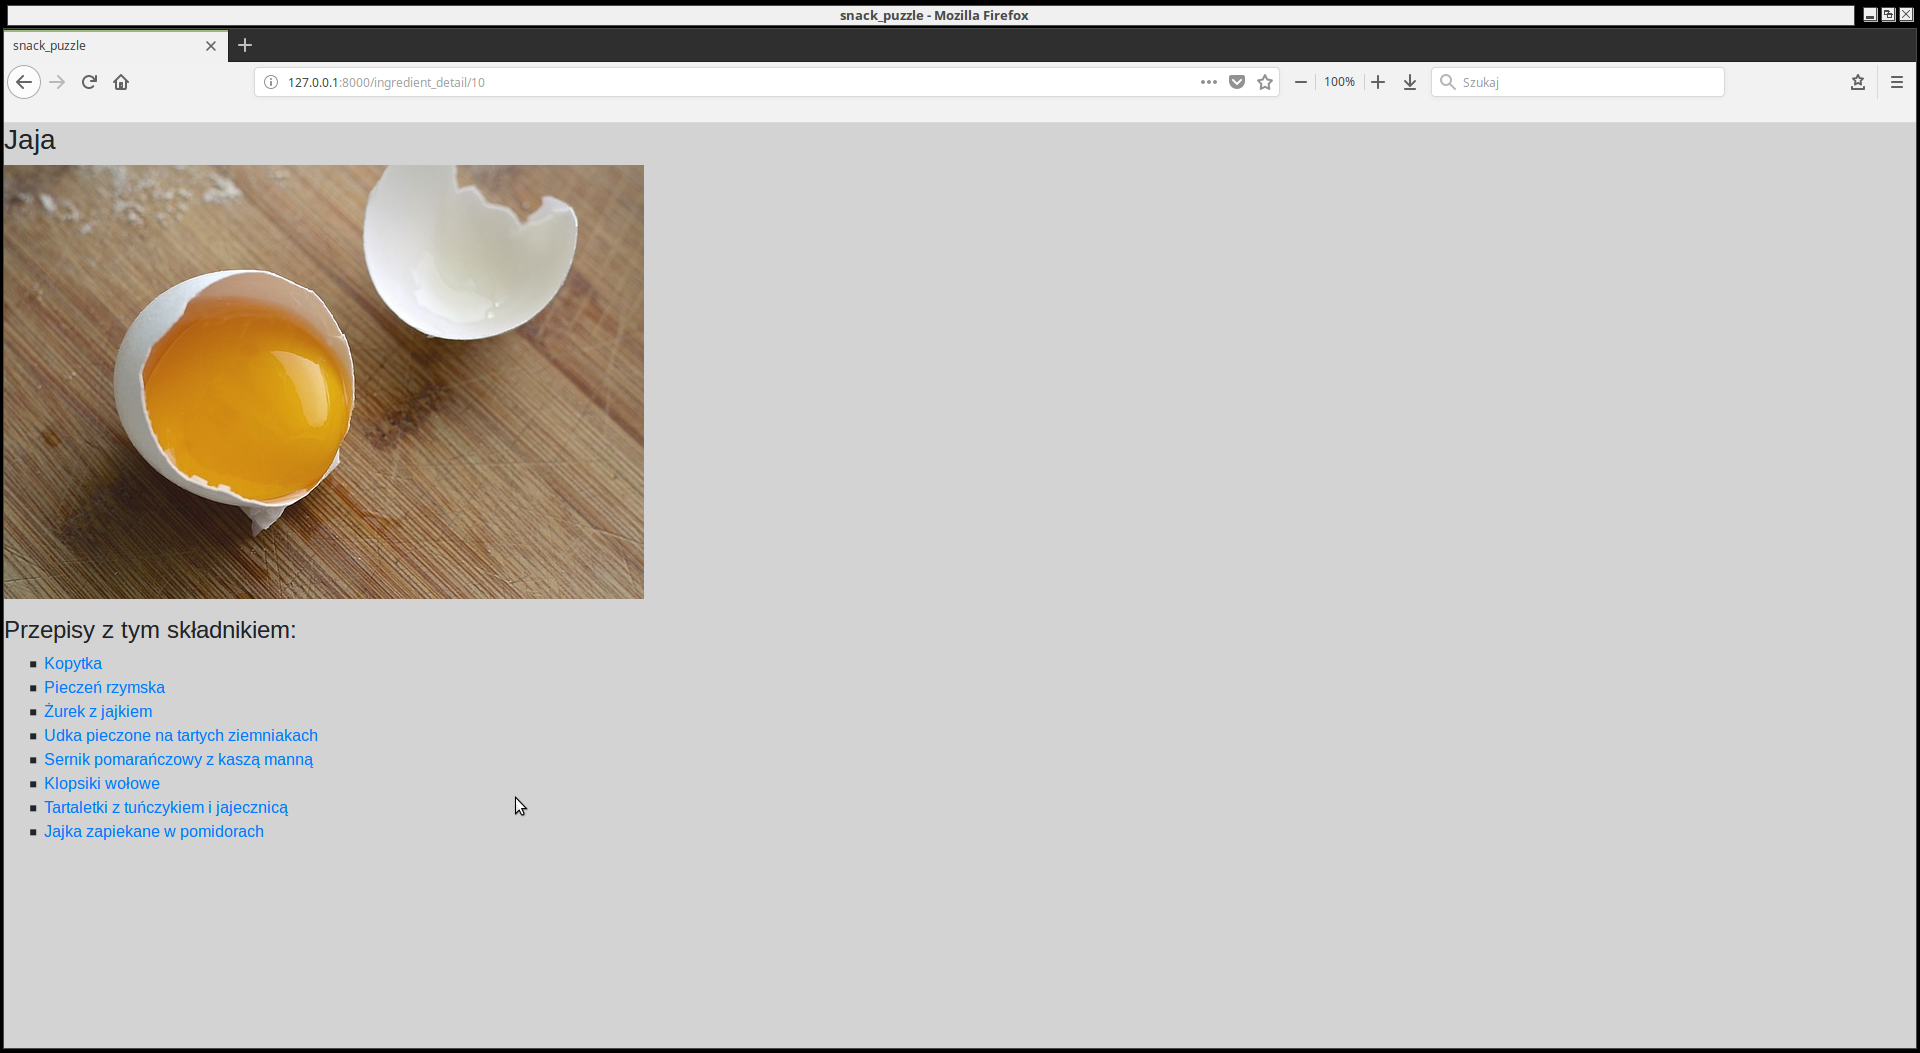 snack_puzzle - Mozilla Firefox
snack_puzzle
127.0.0.1:8000/ingredient_detail/10
100%
Szukaj
Jaja
Przepisy z tym składnikiem:
Kopytka
Pieczeń rzymska
Żurek z jajkiem
Udka pieczone na tartych ziemniakach
Sernik pomarańczowy z kaszą manną
Klopsiki wołowe
Tartaletki z tuńczykiem i jajecznicą
Jajka zapiekane w pomidorach